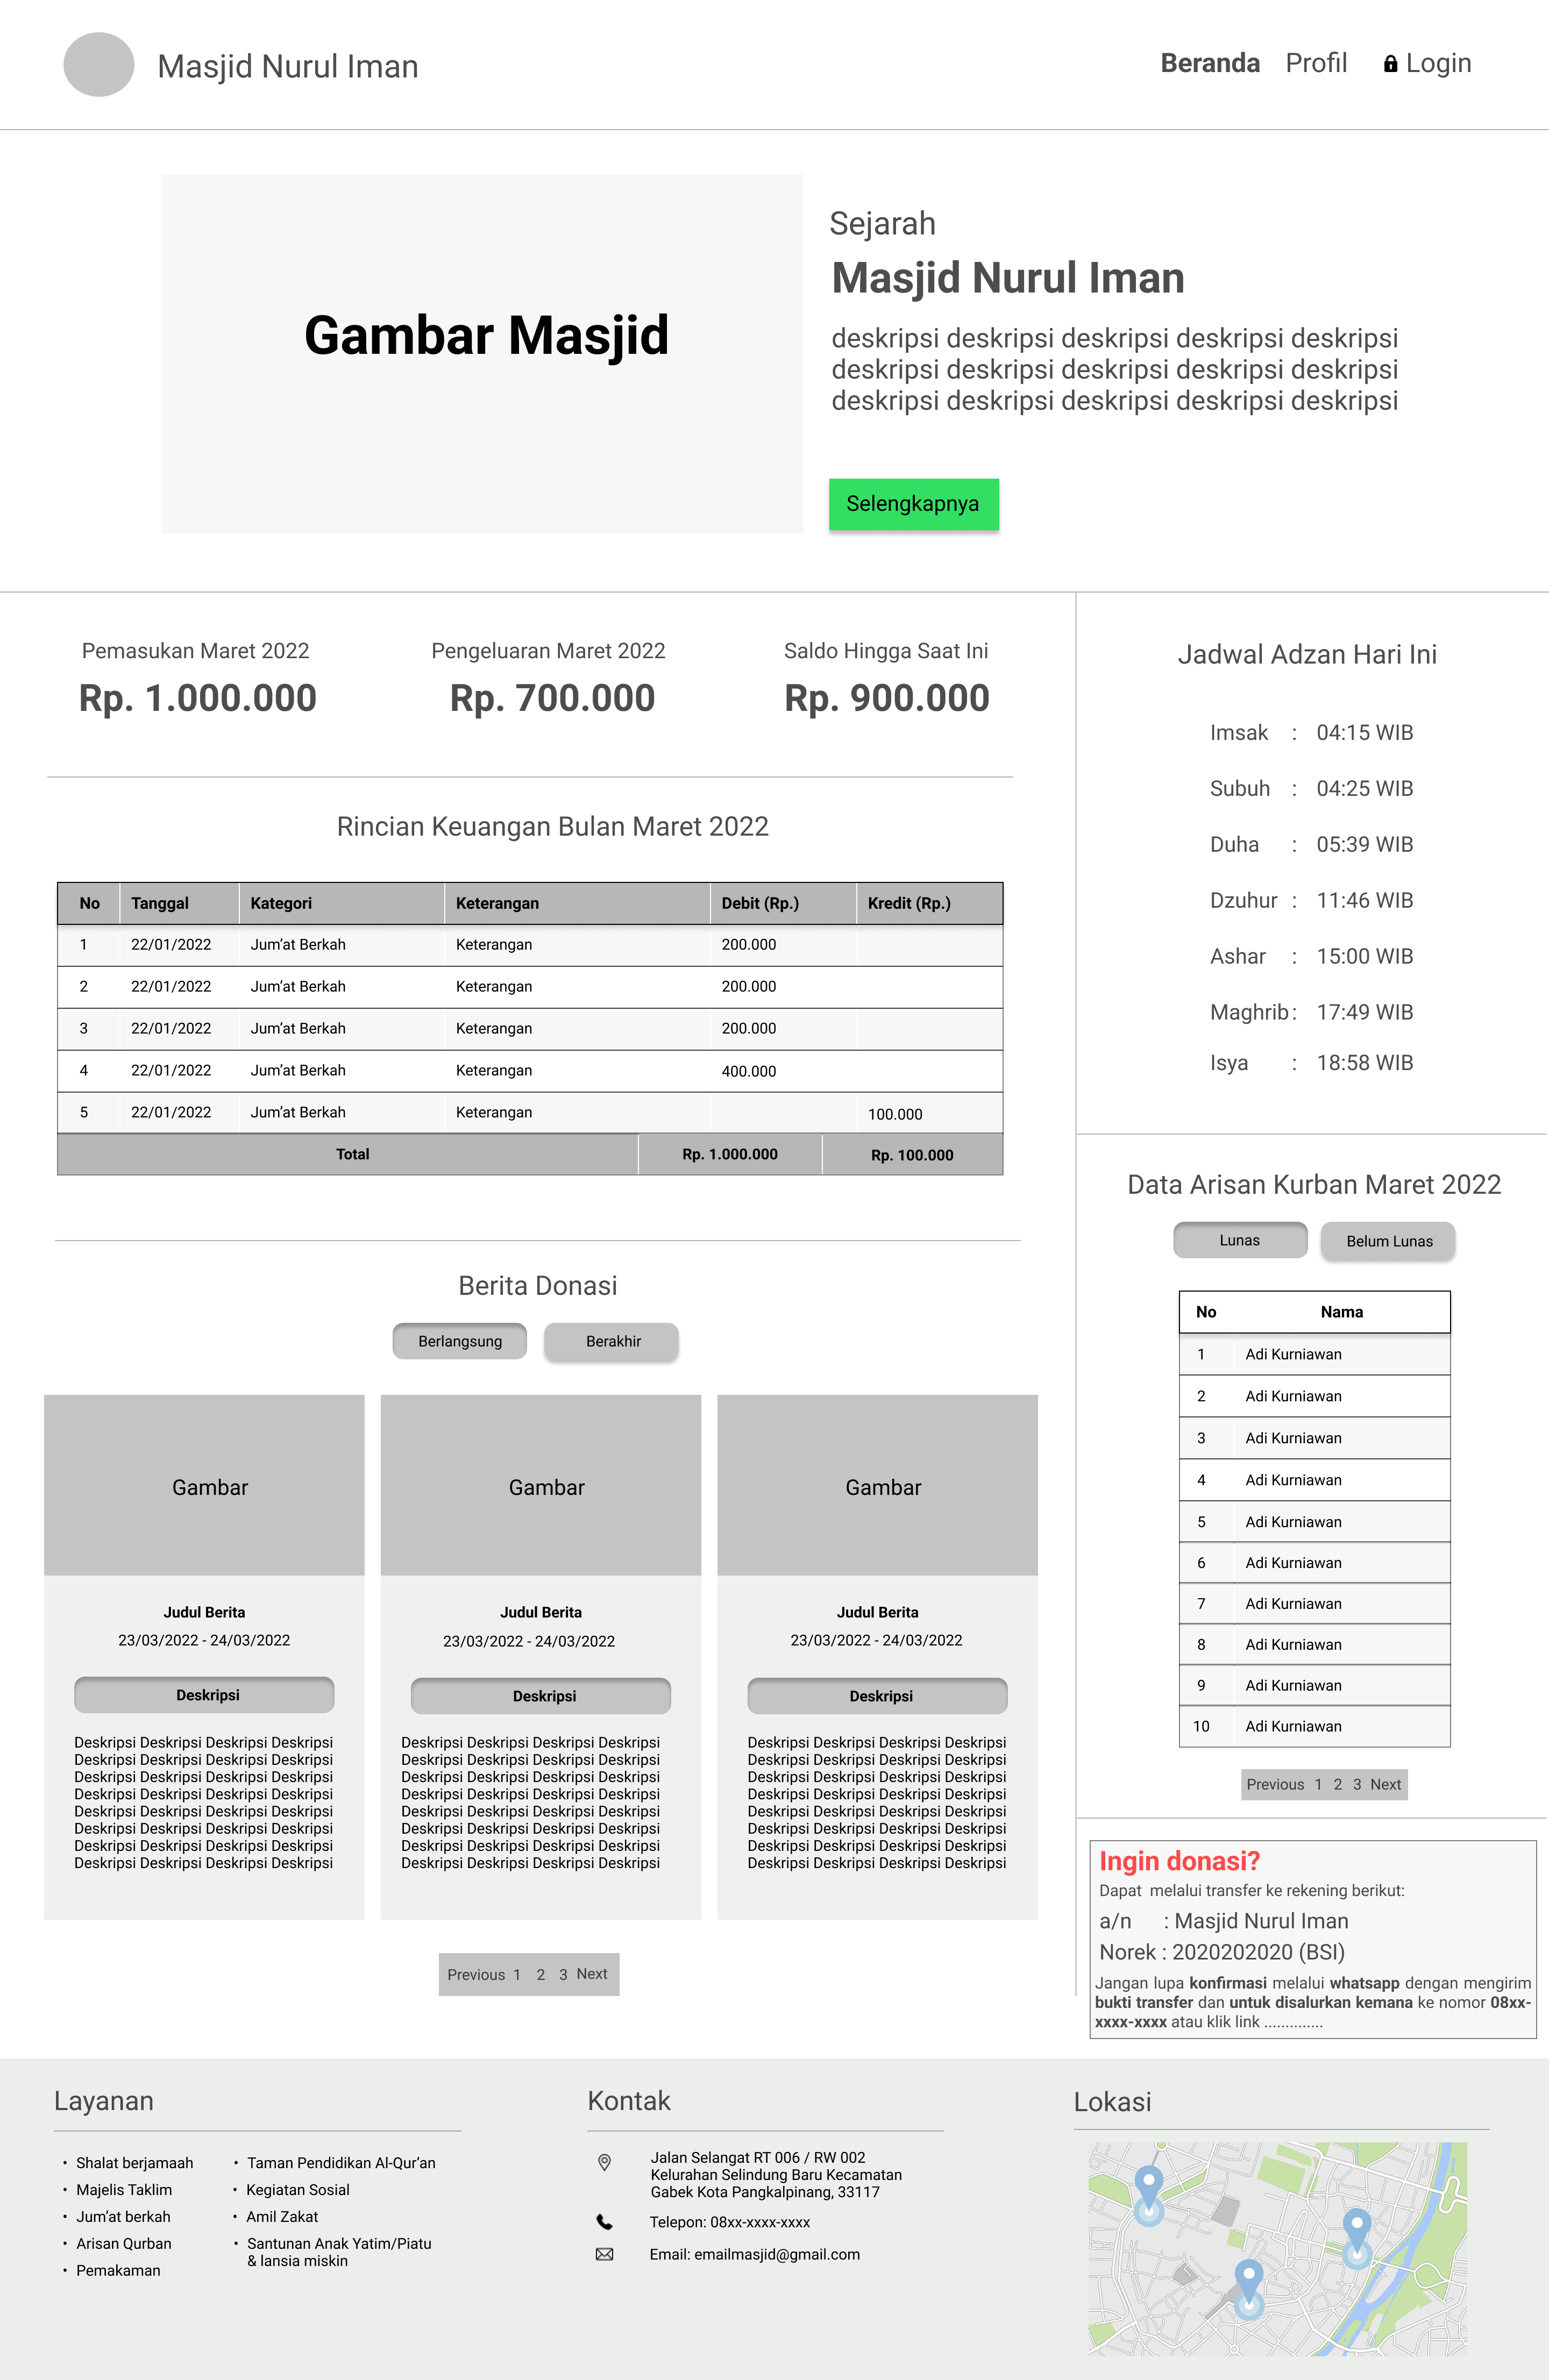 Masjid Nurul Iman
Beranda Profil Login
Gambar Masjid
Sejarah
Masjid Nurul Iman
deskripsi deskripsi deskripsi deskripsi deskripsi
deskripsi deskripsi deskripsi deskripsi deskripsi
deskripsi deskripsi deskripsi deskripsi deskripsi
Selengkapnya
Pemasukan Maret 2022
Rp. 1.000.000
Pengeluaran Maret 2022
Rp. 700.000
Saldo Hingga Saat Ini
Rp. 900.000
Rincian Keuangan Bulan Maret 2022
No Tanggal Kategori Keterangan Debit (Rp.) Kredit (Rp.)
1 22/01/2022 Jum’at Berkah Keterangan 200.000
2 22/01/2022 Jum’at Berkah Keterangan 200.000
3 22/01/2022 Jum’at Berkah Keterangan 200.000
4 22/01/2022 Jum’at Berkah Keterangan 400.000
5 22/01/2022 Jum’at Berkah Keterangan 100.000
Total Rp. 1.000.000 Rp. 100.000
Berita Donasi
Berlangsung Berakhir
Gambar
Judul Berita
23/03/2022 - 24/03/2022
Deskripsi
Deskripsi Deskripsi Deskripsi Deskripsi
Deskripsi Deskripsi Deskripsi Deskripsi
Deskripsi Deskripsi Deskripsi Deskripsi
Deskripsi Deskripsi Deskripsi Deskripsi
Deskripsi Deskripsi Deskripsi Deskripsi
Deskripsi Deskripsi Deskripsi Deskripsi
Deskripsi Deskripsi Deskripsi Deskripsi
Deskripsi Deskripsi Deskripsi Deskripsi
Gambar
Judul Berita
23/03/2022 - 24/03/2022
Deskripsi
Deskripsi Deskripsi Deskripsi Deskripsi
Deskripsi Deskripsi Deskripsi Deskripsi
Deskripsi Deskripsi Deskripsi Deskripsi
Deskripsi Deskripsi Deskripsi Deskripsi
Deskripsi Deskripsi Deskripsi Deskripsi
Deskripsi Deskripsi Deskripsi Deskripsi
Deskripsi Deskripsi Deskripsi Deskripsi
Deskripsi Deskripsi Deskripsi Deskripsi
Gambar
Judul Berita
23/03/2022 - 24/03/2022
Deskripsi
Deskripsi Deskripsi Deskripsi Deskripsi
Deskripsi Deskripsi Deskripsi Deskripsi
Deskripsi Deskripsi Deskripsi Deskripsi
Deskripsi Deskripsi Deskripsi Deskripsi
Deskripsi Deskripsi Deskripsi Deskripsi
Deskripsi Deskripsi Deskripsi Deskripsi
Deskripsi Deskripsi Deskripsi Deskripsi
Deskripsi Deskripsi Deskripsi Deskripsi
Previous 1 2 3 Next
Jadwal Adzan Hari Ini
Imsak : 04:15 WIB
Subuh : 04:25 WIB
Duha : 05:39 WIB
Dzuhur : 11:46 WIB
Ashar : 15:00 WIB
Maghrib : 17:49 WIB
Isya : 18:58 WIB
Data Arisan Kurban Maret 2022
Lunas Belum Lunas
No Nama
1 Adi Kurniawan
2 Adi Kurniawan
3 Adi Kurniawan
4 Adi Kurniawan
5 Adi Kurniawan
6 Adi Kurniawan
7 Adi Kurniawan
8 Adi Kurniawan
9 Adi Kurniawan
10 Adi Kurniawan
Previous 1 2 3 Next
Ingin donasi?
Dapat melalui transfer ke rekening berikut:
a/n : Masjid Nurul Iman
Norek : 2020202020 (BSI)
Jangan lupa konfirmasi melalui whatsapp dengan mengirim
bukti transfer dan untuk disalurkan kemana ke nomor 08xx-
xxxx-xxxx atau klik link ..............
Layanan
• Shalat berjamaah
• Majelis Taklim
• Jum’at berkah
• Arisan Qurban
• Pemakaman
• Taman Pendidikan Al-Qur’an
• Kegiatan Sosial
• Amil Zakat
• Santunan Anak Yatim/Piatu
& lansia miskin
Kontak
Jalan Selangat RT 006 / RW 002
Kelurahan Selindung Baru Kecamatan
Gabek Kota Pangkalpinang, 33117
Telepon: 08xx-xxxx-xxxx
Email: emailmasjid@gmail.com
Lokasi